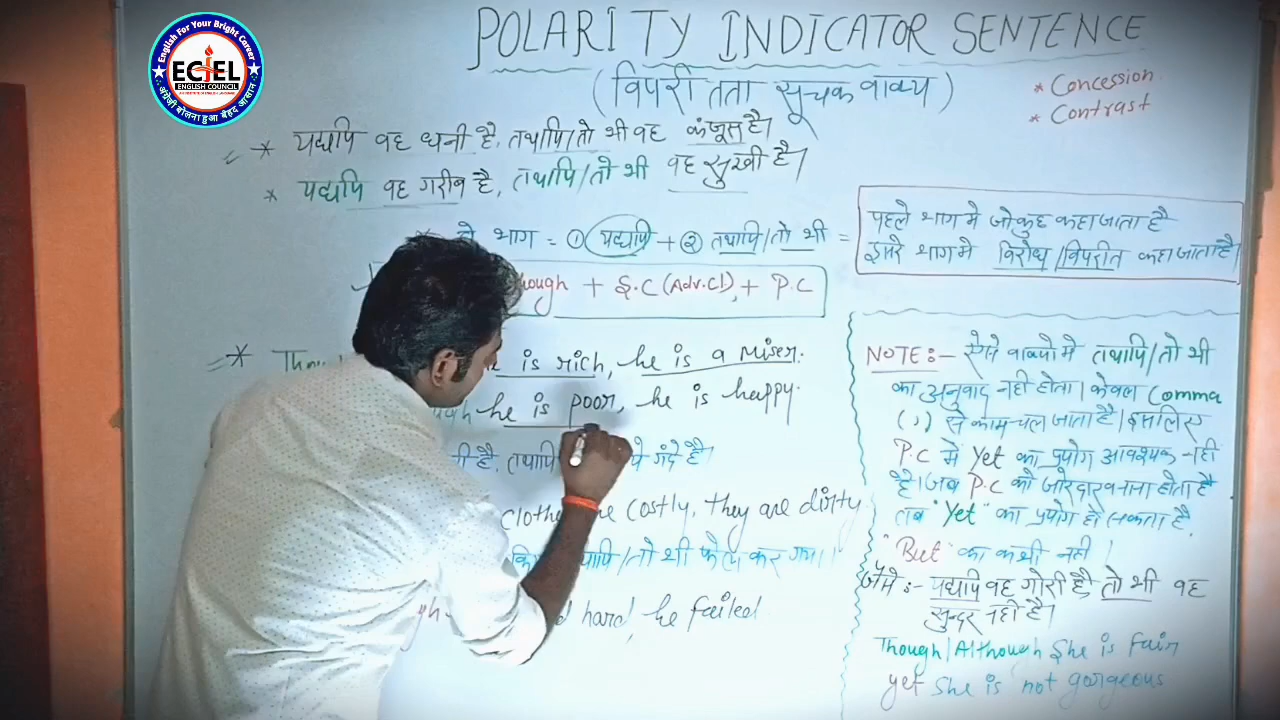 English For Your Bright Career
ECIEL
ENGLISH COUNCIL
अंग्रेजी बोलना हुआ बेहद आसान
POLARITY INDICATOR SENTENCE
(विपरीतता सूचक वाक्य)
* Concession
* Contrast
* यद्यपि वह धनी है, तथापि/तो भी वह कंजूस है।
* यद्यपि वह गरीब है, तथापि/तो भी वह सुखी है।
भाग = ① यद्यपि + ② तथापि/तो भी =
पहले भाग मे जो कुछ कहा जाता है
दूसरे भाग मे विरोध/विपरीत कहा जाता है।
+ S.C (Adv.Cl), + P.C
* is rich, he is a miser.
he is poor, he is happy.
है, तथापि गंदे है।
costly, they are dirty
/तो भी फेल कर गया।
hard, he failed
NOTE:- ऐसे वाक्यो मे तथापि/तो भी
का अनुवाद नही होता। केवल Comma
(,) से काम चल जाता है। इसलिए
P.C में Yet का प्रयोग आवश्यक नही
है। जब P.C को जोरदार बनाना होता है
तब "Yet" का प्रयोग हो सकता है.
"But" का कभी नही।
जैसे:- यद्यपि वह गोरी है तो भी वह
सुन्दर नही है।
Though/Although She is fair
yet She is not gorgeous